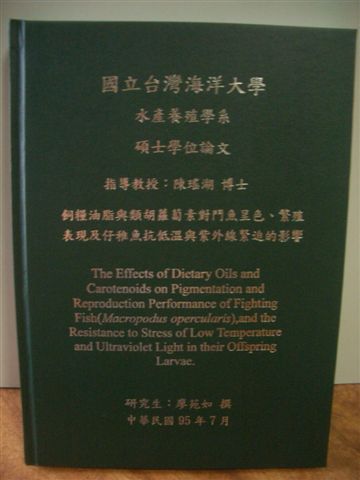 國立台灣海洋大學
水產養殖學系
碩士學位論文
指導教授：陳瑤湖 博士
飼糧油脂與類胡蘿蔔素對鬥魚呈色、繁殖
表現及仔稚魚抗低溫與紫外線緊迫的影響
The Effects of Dietary Oils and
Carotenoids on Pigmentation and
Reproduction Performance of Fighting
Fish(Macropodus opercularis),and the
Resistance to Stress of Low Temperature
and Ultraviolet Light in their Offspring
Larvae.
研究生：廖苑如 撰
中華民國 95 年 7 月